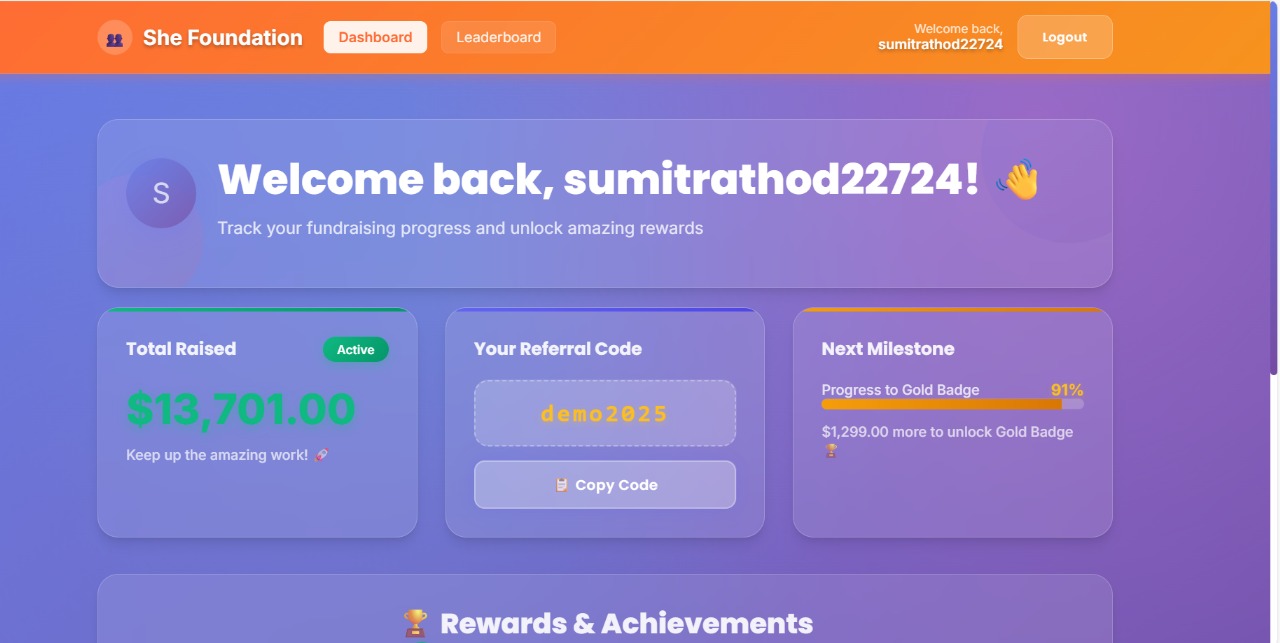 She Foundation
Dashboard
Leaderboard
Welcome back,
sumitrathod22724
Logout
S
Welcome back, sumitrathod22724! 👋
Track your fundraising progress and unlock amazing rewards
Total Raised
Active
$13,701.00
Keep up the amazing work! 🚀
Your Referral Code
demo2025
📋 Copy Code
Next Milestone
Progress to Gold Badge
91%
$1,299.00 more to unlock Gold Badge
🏆
🏆 Rewards & Achievements